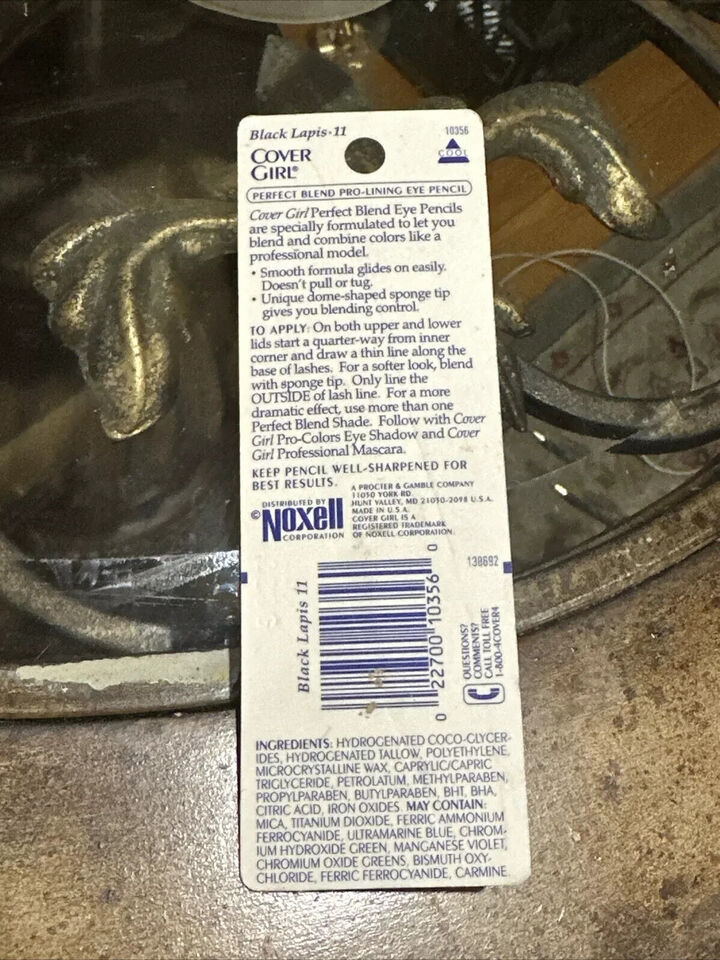 Black Lapis•11
10356
COVER
GIRL®
COOL
PERFECT BLEND PRO-LINING EYE PENCIL
Cover Girl Perfect Blend Eye Pencils
are specially formulated to let you
blend and combine colors like a
professional model.
• Smooth formula glides on easily.
Doesn't pull or tug.
• Unique dome-shaped sponge tip
gives you blending control.
TO APPLY: On both upper and lower
lids start a quarter-way from inner
corner and draw a thin line along the
base of lashes. For a softer look, blend
with sponge tip. Only line the
OUTSIDE of lash line. For a more
dramatic effect, use more than one
Perfect Blend Shade. Follow with Cover
Girl Pro-Colors Eye Shadow and Cover
Girl Professional Mascara.
KEEP PENCIL WELL-SHARPENED FOR
BEST RESULTS.
DISTRIBUTED BY
©Noxell
CORPORATION
A PROCTER & GAMBLE COMPANY
11050 YORK RD.
HUNT VALLEY, MD 21030-2098 U.S.A.
MADE IN U.S.A.
COVER GIRL IS A
REGISTERED TRADEMARK
OF NOXELL CORPORATION.
138692
Black Lapis 11
0 22700 10356 0
QUESTIONS?
COMMENTS?
CALL TOLL FREE
1-800-4COVER4
INGREDIENTS: HYDROGENATED COCO-GLYCER-
IDES, HYDROGENATED TALLOW, POLYETHYLENE,
MICROCRYSTALLINE WAX, CAPRYLIC/CAPRIC
TRIGLYCERIDE, PETROLATUM, METHYLPARABEN,
PROPYLPARABEN, BUTYLPARABEN, BHT, BHA,
CITRIC ACID, IRON OXIDES. MAY CONTAIN:
MICA, TITANIUM DIOXIDE, FERRIC AMMONIUM
FERROCYANIDE, ULTRAMARINE BLUE, CHROM-
IUM HYDROXIDE GREEN, MANGANESE VIOLET,
CHROMIUM OXIDE GREENS, BISMUTH OXY-
CHLORIDE, FERRIC FERROCYANIDE, CARMINE.